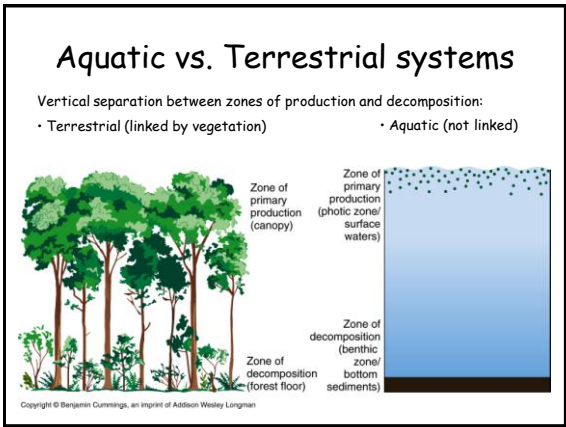 Aquatic vs. Terrestrial systems
Vertical separation between zones of production and decomposition:
• Terrestrial (linked by vegetation)
• Aquatic (not linked)
Zone of
primary
production
(canopy)
Zone of
primary
production
(photic zone/
surface
waters)
Zone of
decomposition
(forest floor)
Zone of
decomposition
(benthic
zone/
bottom
sediments)
Copyright © Benjamin Cummings, an imprint of Addison Wesley Longman